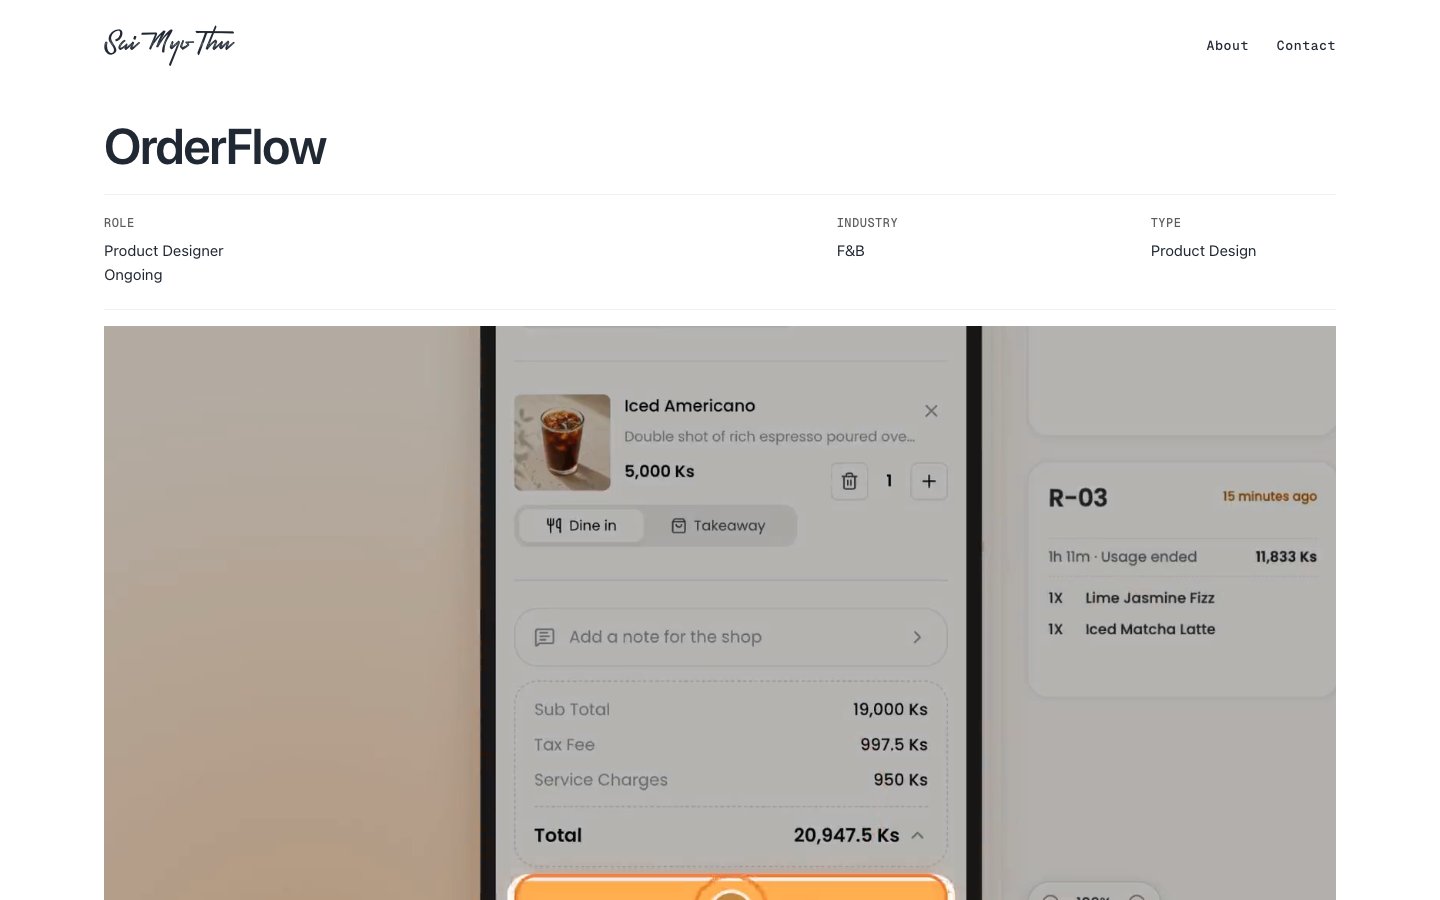 Sai Myo Thu
About Contact
OrderFlow
ROLE
Product Designer
Ongoing
INDUSTRY
F&B
TYPE
Product Design
Iced Americano
Double shot of rich espresso poured ove...
5,000 Ks
1
Dine in
Takeaway
Add a note for the shop
Sub Total 19,000 Ks
Tax Fee 997.5 Ks
Service Charges 950 Ks
Total 20,947.5 Ks
R-03 15 minutes ago
1h 11m · Usage ended 11,833 Ks
1X Lime Jasmine Fizz
1X Iced Matcha Latte